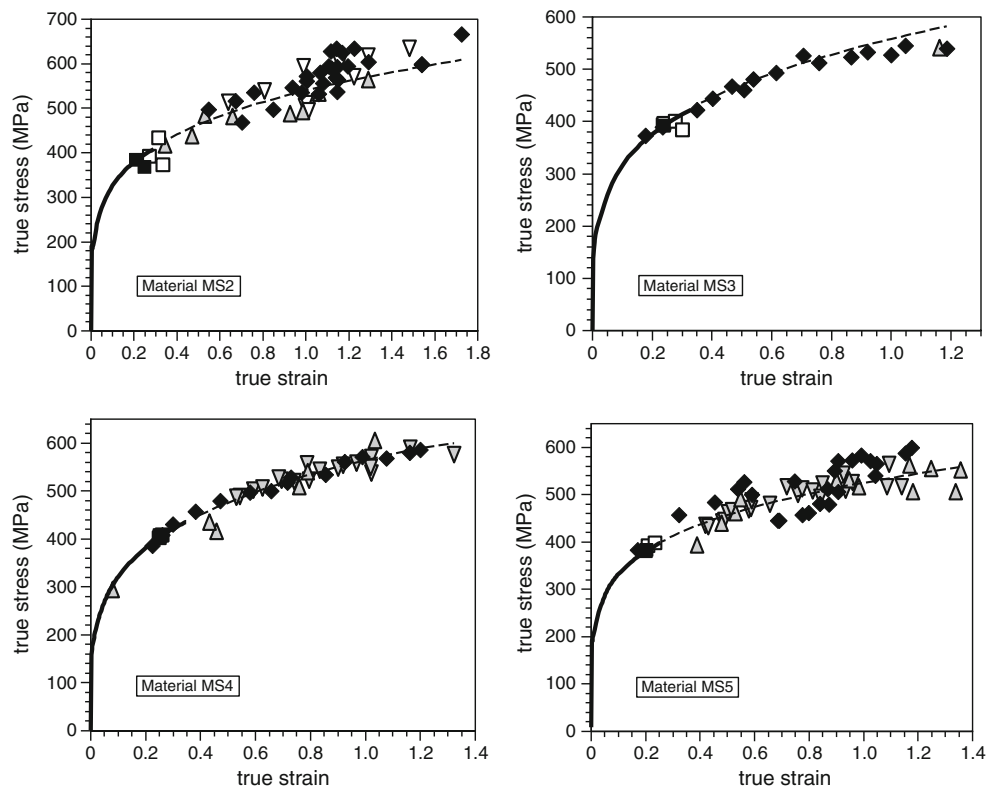 700
600
500
400
300
200
100
0
true stress (MPa)
Material MS2
0 0.2 0.4 0.6 0.8 1.0 1.2 1.4 1.6 1.8
true strain
600
500
400
300
200
100
0
true stress (MPa)
Material MS3
0 0.2 0.4 0.6 0.8 1.0 1.2
true strain
600
500
400
300
200
100
0
true stress (MPa)
Material MS4
0 0.2 0.4 0.6 0.8 1.0 1.2 1.4
true strain
600
500
400
300
200
100
0
true stress (MPa)
Material MS5
0 0.2 0.4 0.6 0.8 1.0 1.2 1.4
true strain